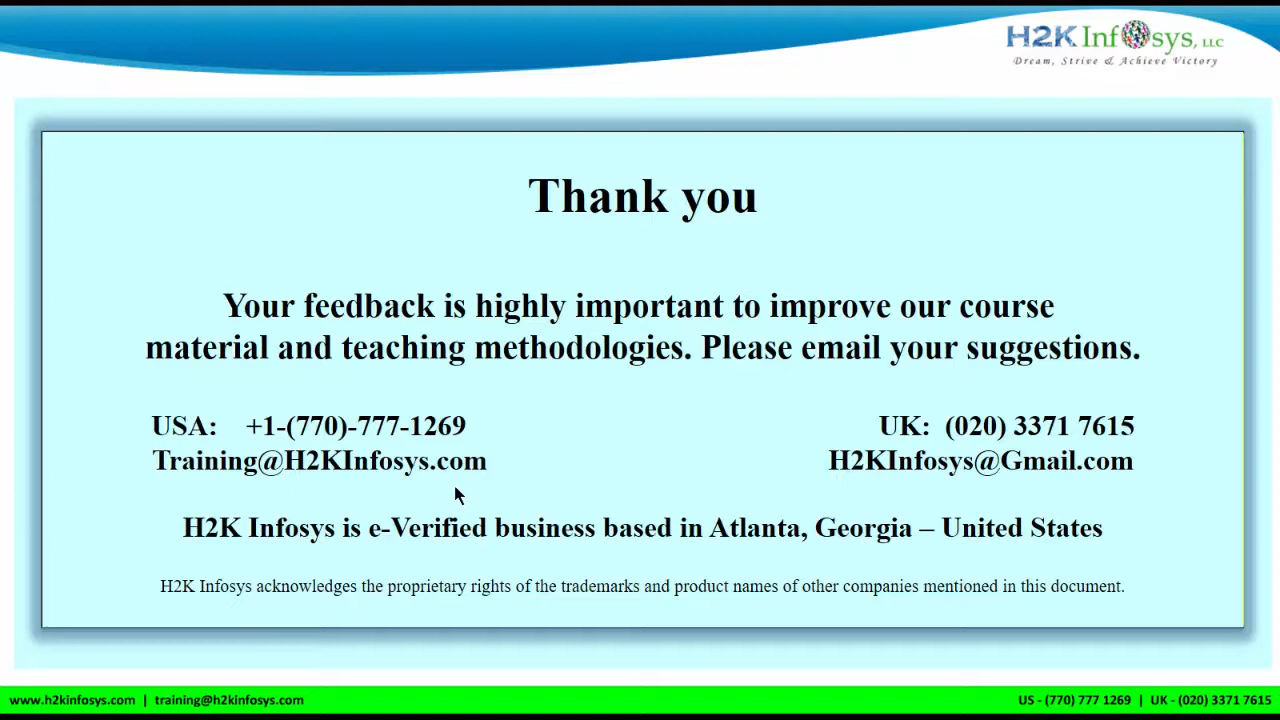 H2K Infosys, LLC
Dream, Strive & Achieve Victory
Thank you
Your feedback is highly important to improve our course
material and teaching methodologies. Please email your suggestions.
USA: +1-(770)-777-1269
UK: (020) 3371 7615
Training@H2KInfosys.com
H2KInfosys@Gmail.com
H2K Infosys is e-Verified business based in Atlanta, Georgia – United States
H2K Infosys acknowledges the proprietary rights of the trademarks and product names of other companies mentioned in this document.
www.h2kinfosys.com | training@h2kinfosys.com
US - (770) 777 1269 | UK - (020) 3371 7615